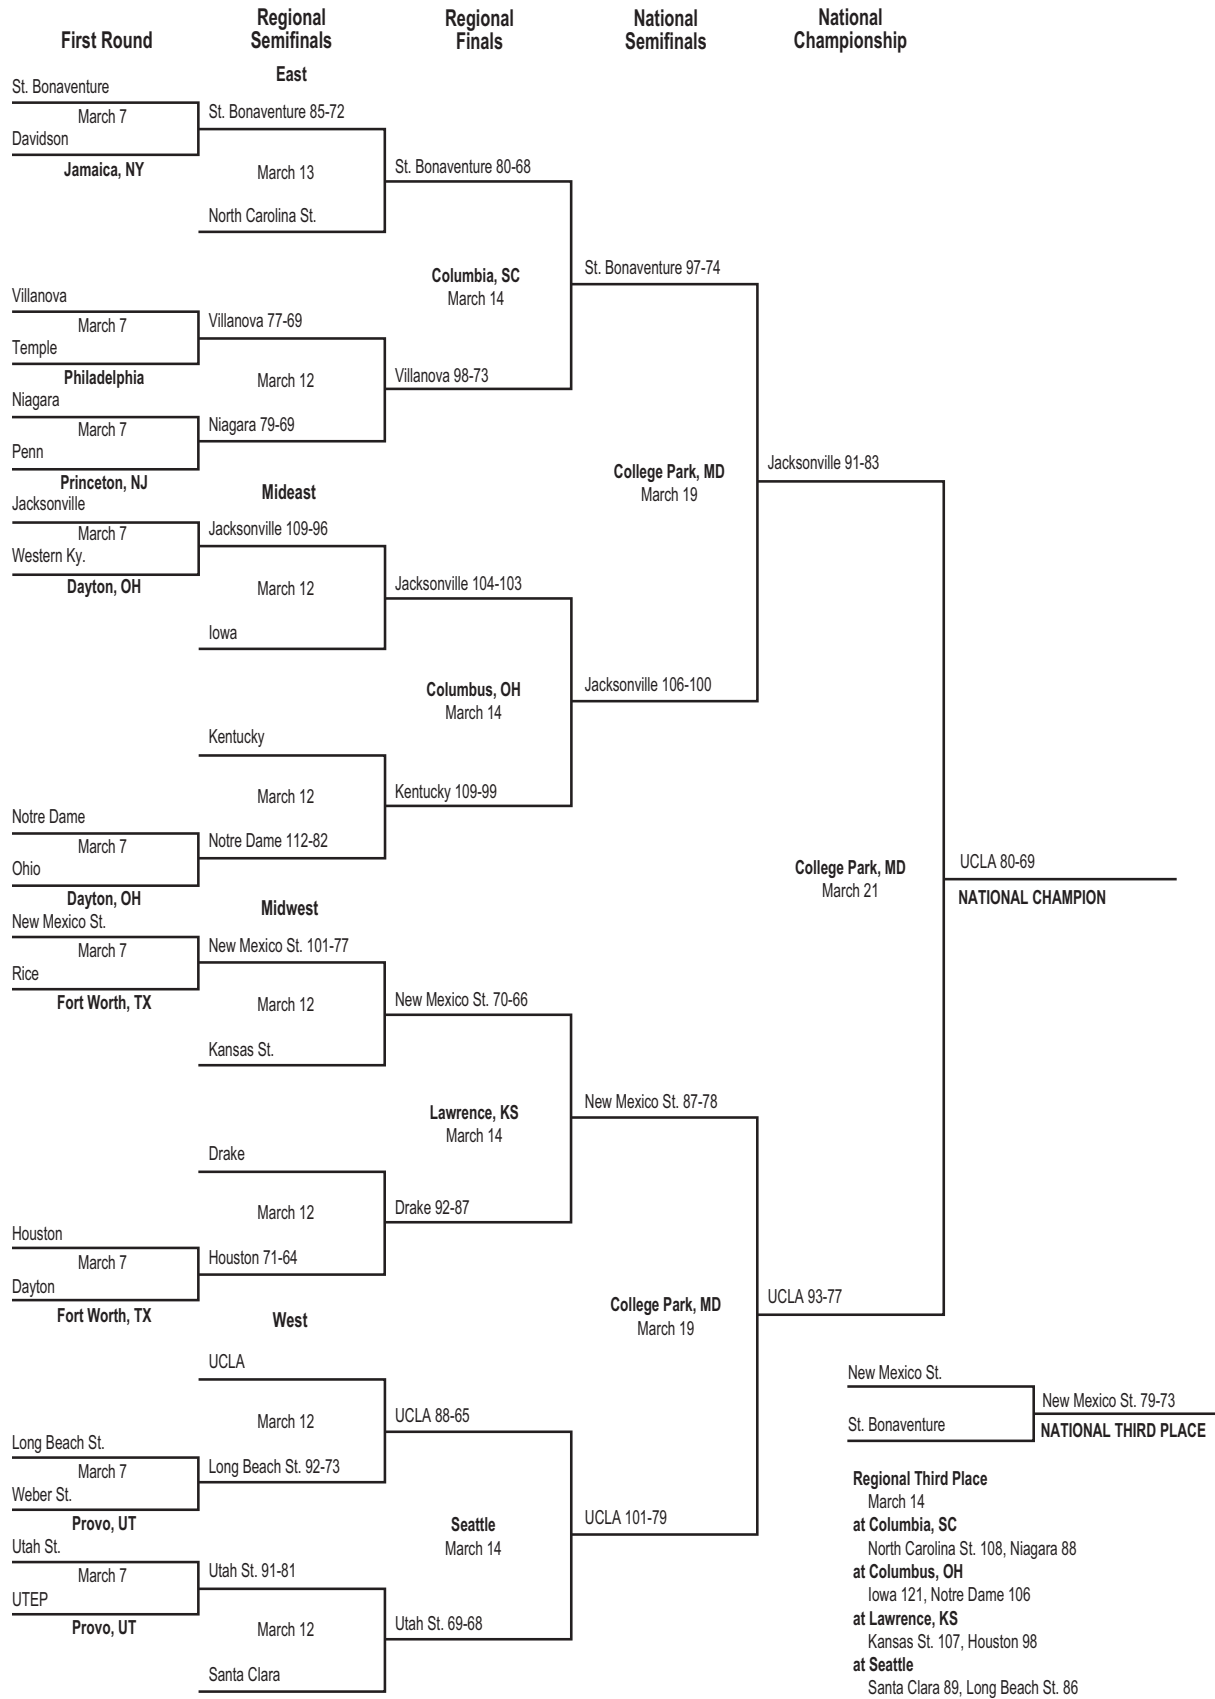 First Round
Regional
Semifinals
Regional
Finals
National
Semifinals
National
Championship
East
St. Bonaventure
March 7
Davidson
Jamaica, NY
St. Bonaventure 85-72
March 13
North Carolina St.
St. Bonaventure 80-68
Columbia, SC
March 14
St. Bonaventure 97-74
Villanova
March 7
Temple
Philadelphia
Villanova 77-69
March 12
Villanova 98-73
Niagara
March 7
Penn
Princeton, NJ
Niagara 79-69
College Park, MD
March 19
Jacksonville 91-83
Mideast
Jacksonville
March 7
Western Ky.
Dayton, OH
Jacksonville 109-96
March 12
Iowa
Jacksonville 104-103
Columbus, OH
March 14
Jacksonville 106-100
Kentucky
March 12
Kentucky 109-99
Notre Dame
March 7
Ohio
Dayton, OH
Notre Dame 112-82
College Park, MD
March 21
UCLA 80-69
NATIONAL CHAMPION
Midwest
New Mexico St.
March 7
Rice
Fort Worth, TX
New Mexico St. 101-77
March 12
Kansas St.
New Mexico St. 70-66
Lawrence, KS
March 14
New Mexico St. 87-78
Drake
March 12
Drake 92-87
Houston
March 7
Dayton
Fort Worth, TX
Houston 71-64
College Park, MD
March 19
UCLA 93-77
West
UCLA
March 12
UCLA 88-65
Long Beach St.
March 7
Weber St.
Provo, UT
Long Beach St. 92-73
Seattle
March 14
UCLA 101-79
Utah St.
March 7
UTEP
Provo, UT
Utah St. 91-81
March 12
Santa Clara
Utah St. 69-68
New Mexico St.
St. Bonaventure
New Mexico St. 79-73
NATIONAL THIRD PLACE
Regional Third Place
March 14
at Columbia, SC
North Carolina St. 108, Niagara 88
at Columbus, OH
Iowa 121, Notre Dame 106
at Lawrence, KS
Kansas St. 107, Houston 98
at Seattle
Santa Clara 89, Long Beach St. 86